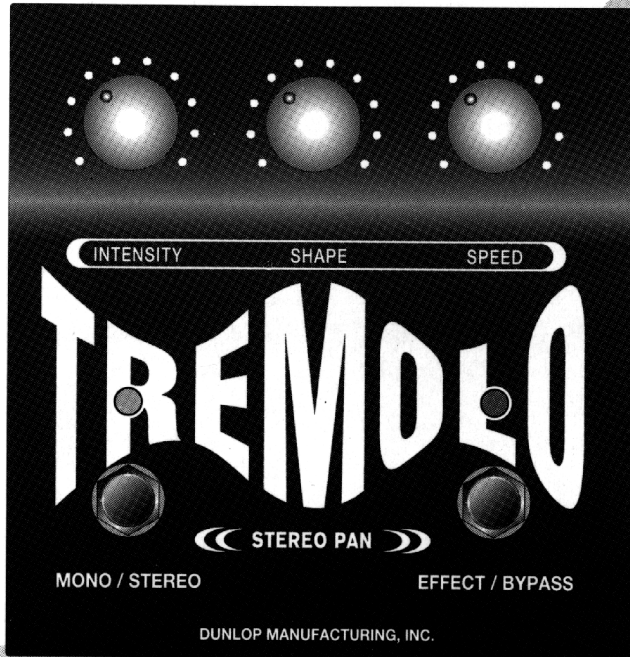 INTENSITY SHAPE SPEED
TREMOLO
STEREO PAN
MONO / STEREO EFFECT / BYPASS
DUNLOP MANUFACTURING, INC.